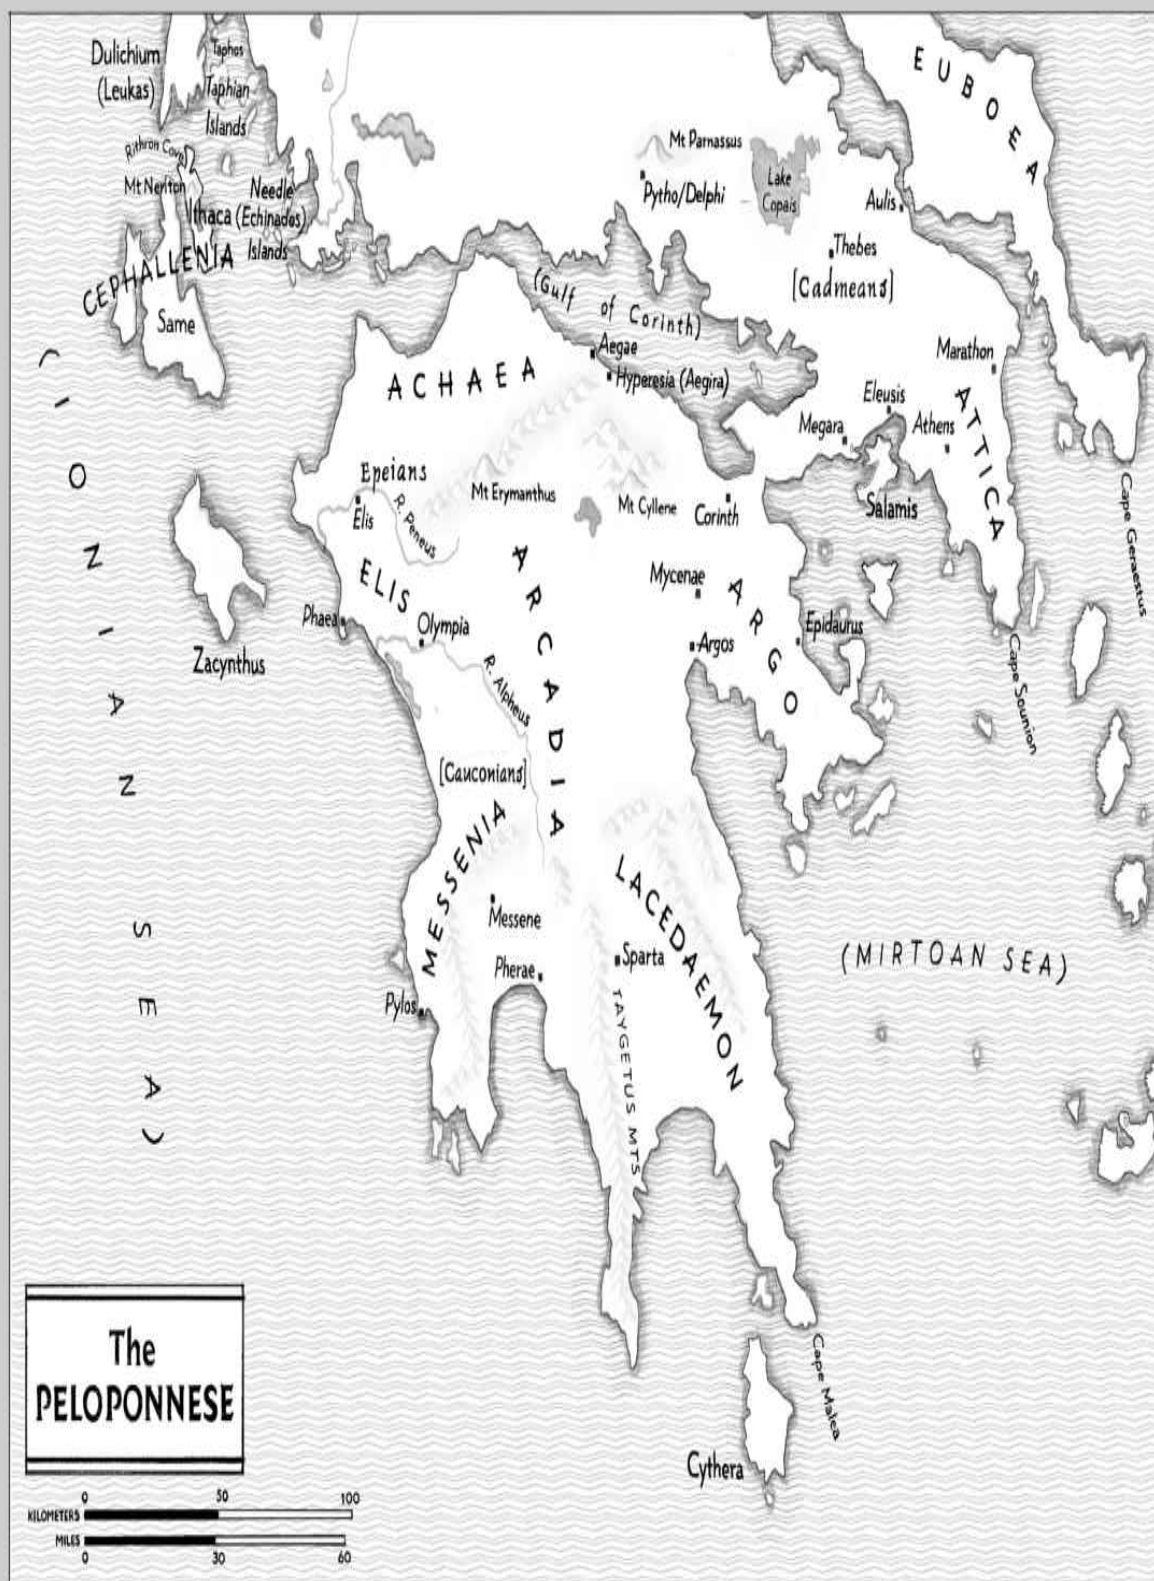 Dulichium
(Leukas)
Taphos
Taphian
Islands
EUBOEA
Rithron Cove
Mt Neriton
Ithaca
Needle
(Echinades)
Islands
CEPHALLENIA
Same
Mt Parnassus
Pytho/Delphi
Lake
Copais
Aulis
Thebes
[Cadmeans]
(Gulf of Corinth)
Aegae
Hyperesia (Aegira)
ACHAEA
Marathon
Eleusis
Megara
Athens
ATTICA
Salamis
Cape Geraestus
Cape Sounion
Epeians
Elis
R. Peneus
Mt Erymanthus
Mt Cyllene
Corinth
ELIS
Phaea
Olympia
R. Alpheus
ARCADIA
Mycenae
Argos
ARGO
Epidaurus
Zacynthus
(IONIAN SEA)
[Cauconians]
MESSENIA
Messene
Pherae
Pylos
LACEDAEMON
Sparta
TAYGETUS MTS
(MIRTOAN SEA)
Cape Malea
Cythera
The
PELOPONNESE
0 50 100
KILOMETERS
MILES
0 30 60